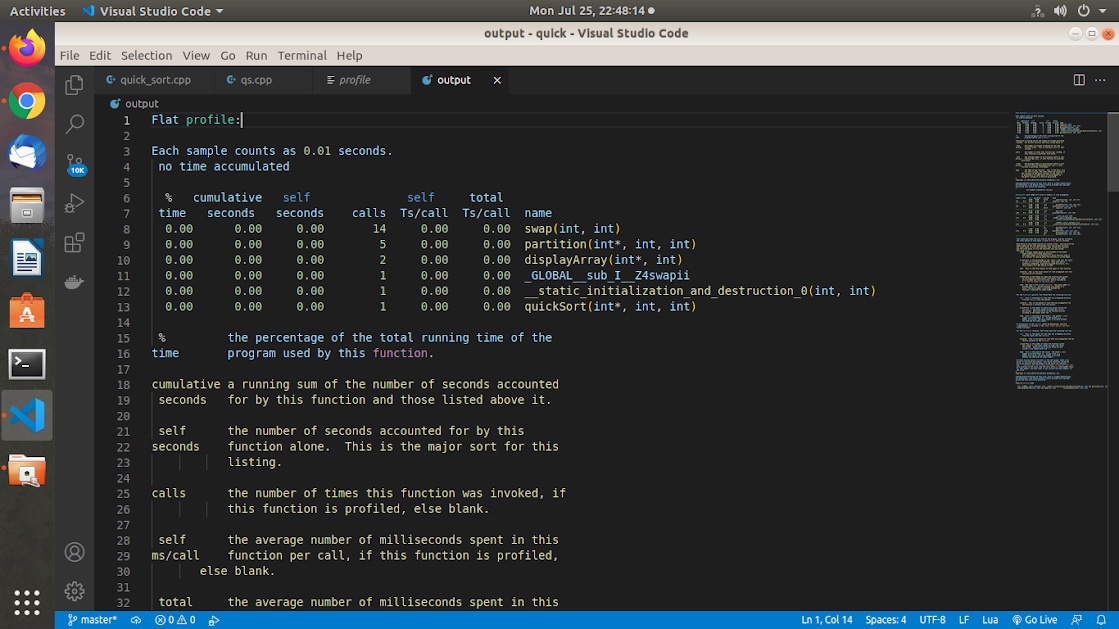 Activities Visual Studio Code Mon Jul 25, 22:48:14
output - quick - Visual Studio Code
File Edit Selection View Go Run Terminal Help
quick_sort.cpp qs.cpp profile output
output
1 Flat profile:
2
3 Each sample counts as 0.01 seconds.
4 no time accumulated
5
6 % cumulative self self total
7 time seconds seconds calls Ts/call Ts/call name
8 0.00 0.00 0.00 14 0.00 0.00 swap(int, int)
9 0.00 0.00 0.00 5 0.00 0.00 partition(int*, int, int)
10 0.00 0.00 0.00 2 0.00 0.00 displayArray(int*, int)
11 0.00 0.00 0.00 1 0.00 0.00 _GLOBAL__sub_I__Z4swapii
12 0.00 0.00 0.00 1 0.00 0.00 __static_initialization_and_destruction_0(int, int)
13 0.00 0.00 0.00 1 0.00 0.00 quickSort(int*, int, int)
14
15 % the percentage of the total running time of the
16 time program used by this function.
17
18 cumulative a running sum of the number of seconds accounted
19 seconds for by this function and those listed above it.
20
21 self the number of seconds accounted for by this
22 seconds function alone. This is the major sort for this
23 listing.
24
25 calls the number of times this function was invoked, if
26 this function is profiled, else blank.
27
28 self the average number of milliseconds spent in this
29 ms/call function per call, if this function is profiled,
30 else blank.
31
32 total the average number of milliseconds spent in this
10K
master* 0 0 Ln 1, Col 14 Spaces: 4 UTF-8 LF Lua Go Live